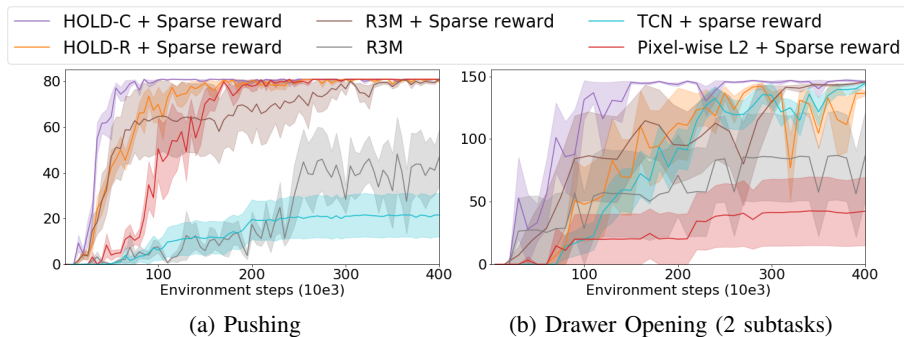 HOLD-C + Sparse reward R3M + Sparse reward TCN + sparse reward
HOLD-R + Sparse reward R3M Pixel-wise L2 + Sparse reward
80
60
40
20
0
100 200 300 400
Environment steps (10e3)
(a) Pushing
150
100
50
0
100 200 300 400
Environment steps (10e3)
(b) Drawer Opening (2 subtasks)